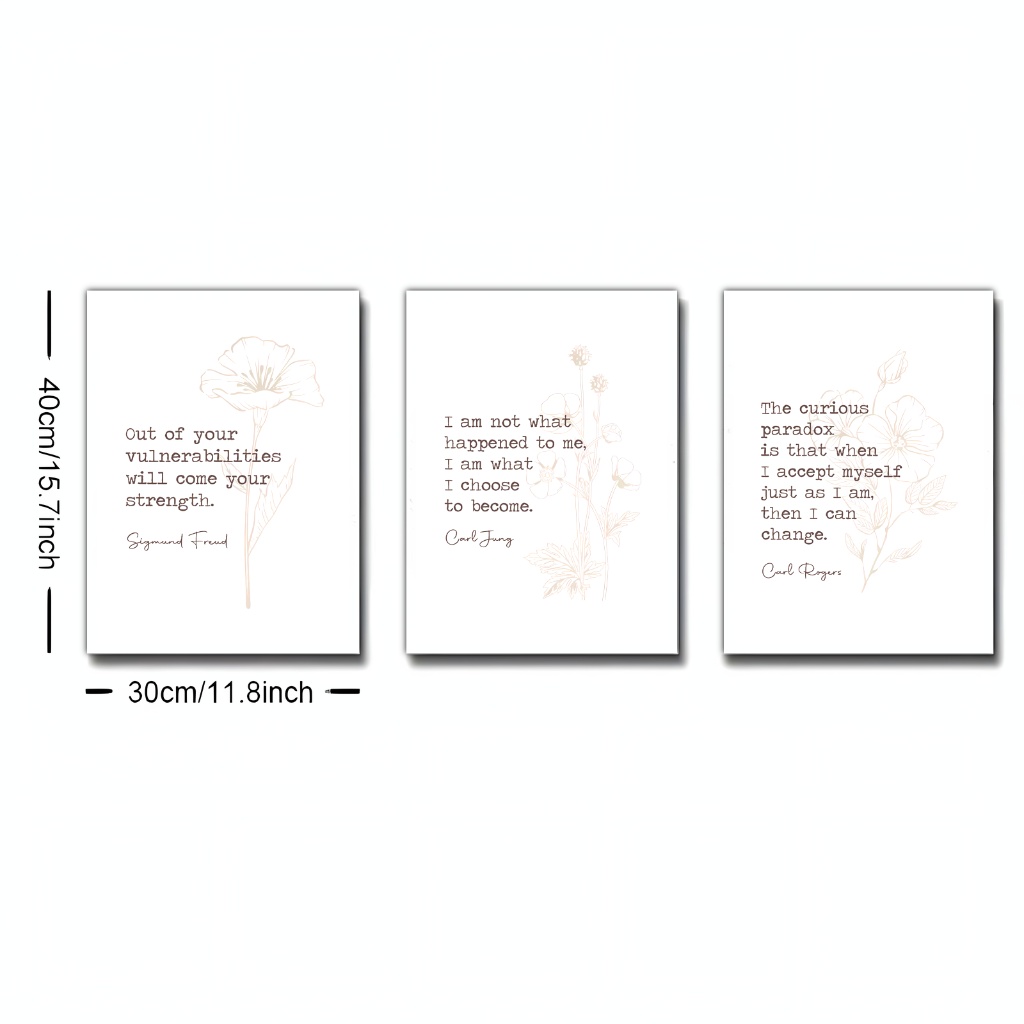 40cm/15.7inch
Out of your
vulnerabilities
will come your
strength.
Sigmund Freud
I am not what
happened to me,
I am what
I choose
to become.
Carl Jung
The curious
paradox
is that when
I accept myself
just as I am,
then I can
change.
Carl Rogers
30cm/11.8inch